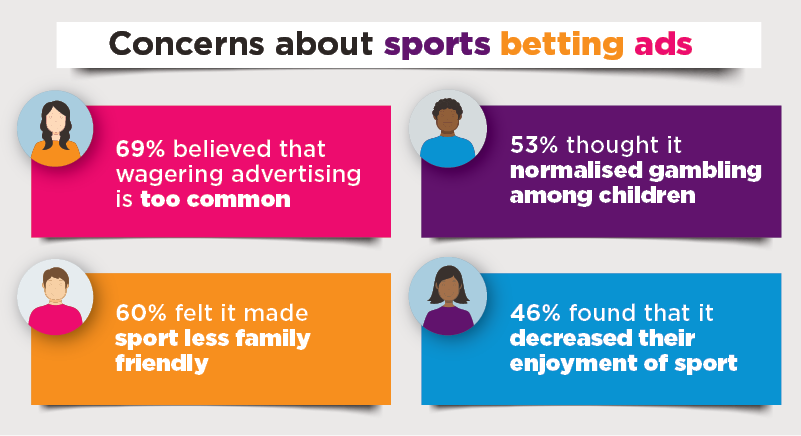 Concerns about sports betting ads
69% believed that
wagering advertising
is too common
53% thought it
normalised gambling
among children
60% felt it made
sport less family
friendly
46% found that it
decreased their
enjoyment of sport